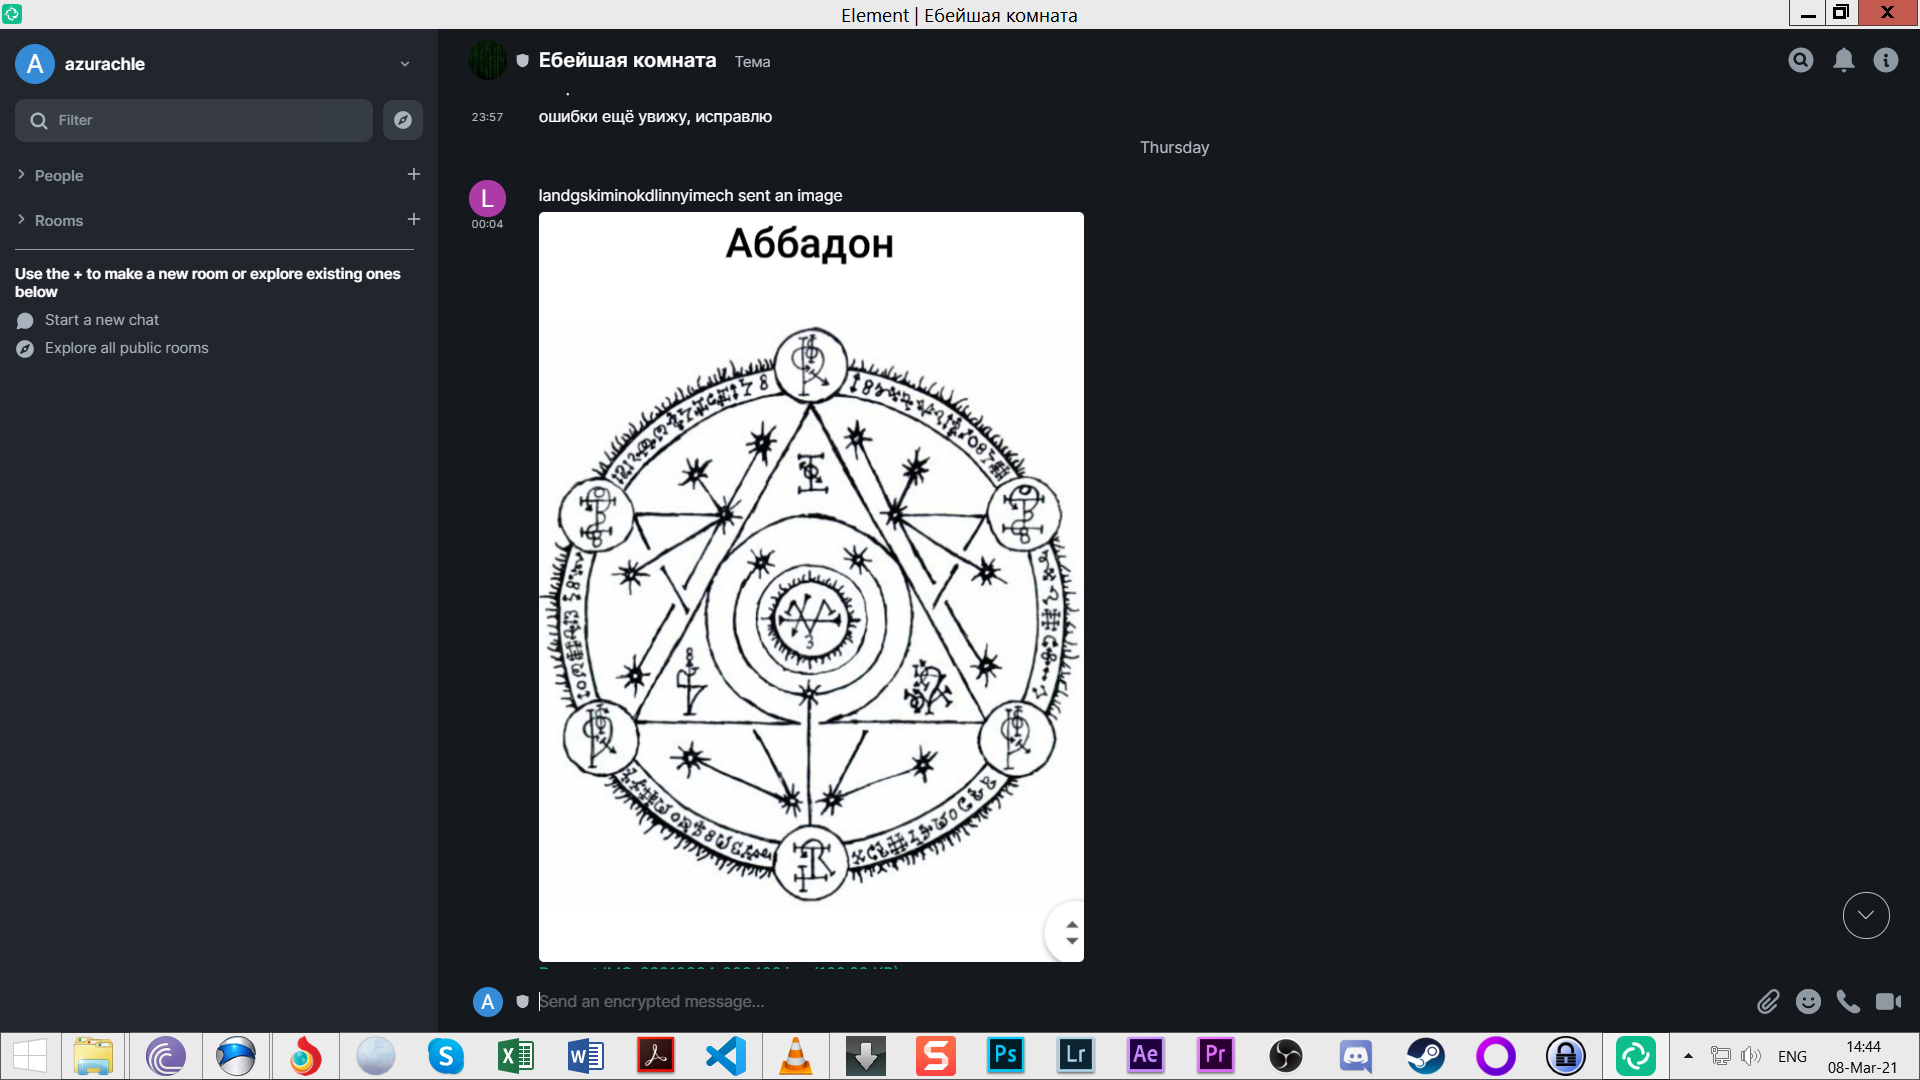 Element | Ебейшая комната
A azurachle
Filter
People
Rooms
Use the + to make a new room or explore existing ones
below
Start a new chat
Explore all public rooms
Ебейшая комната Тема
23:57 ошибки ещё увижу, исправлю
Thursday
L landgskiminokdlinnyimech sent an image
00:04
Аббадон
A Send an encrypted message...
ENG
14:44
08-Mar-21